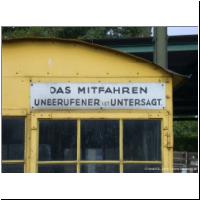 DAS MITFAHREN
UNBERUFENER IST UNTERSAGT.